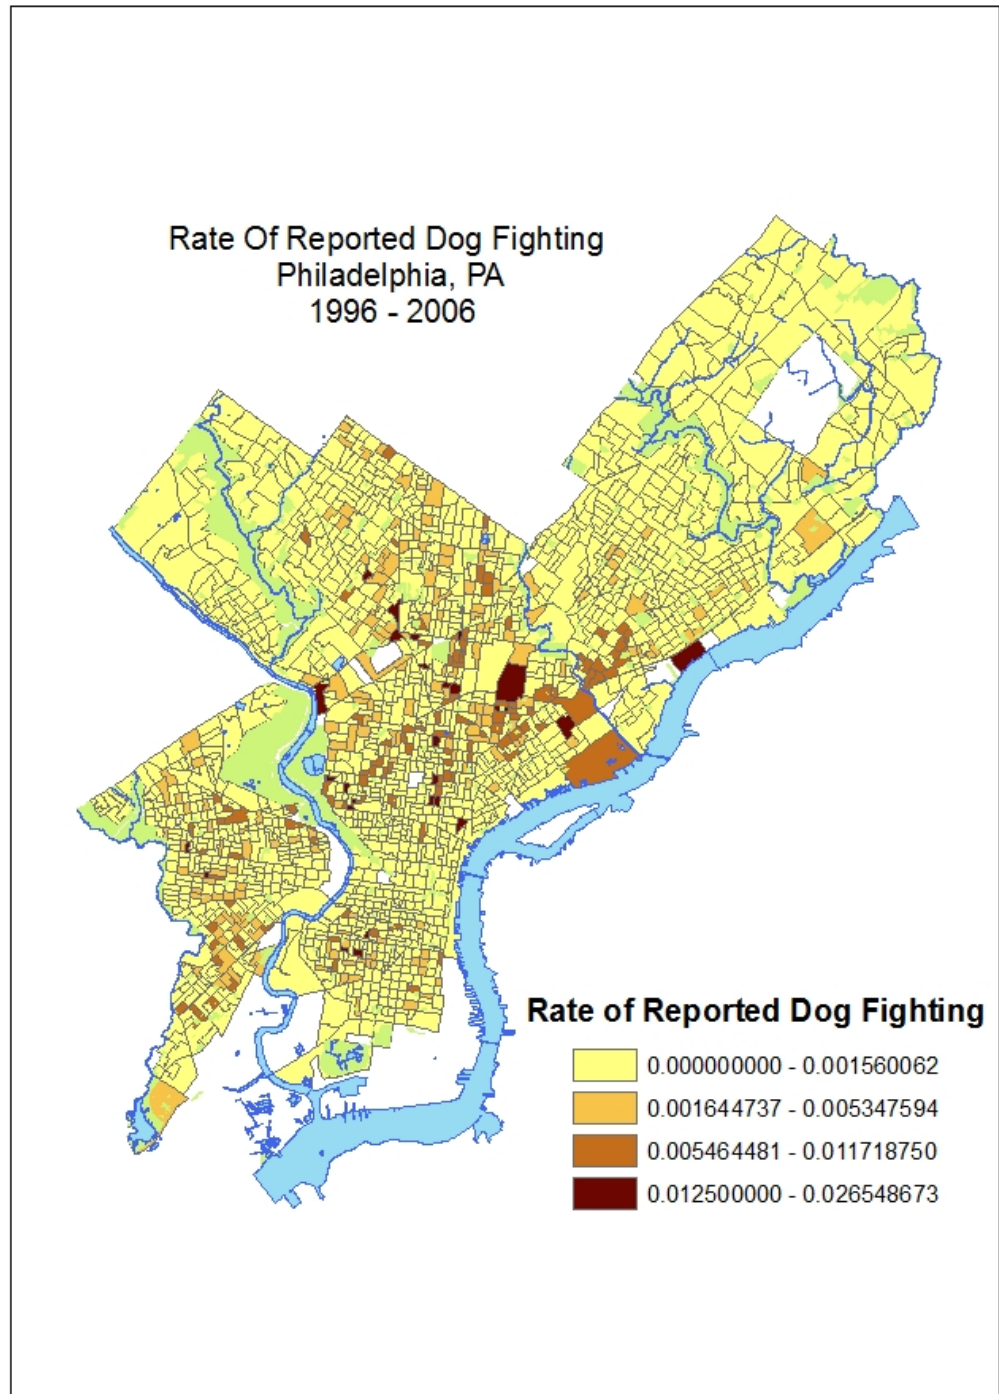 Rate Of Reported Dog Fighting
Philadelphia, PA
1996 - 2006
Rate of Reported Dog Fighting
0.000000000 - 0.001560062
0.001644737 - 0.005347594
0.005464481 - 0.011718750
0.012500000 - 0.026548673